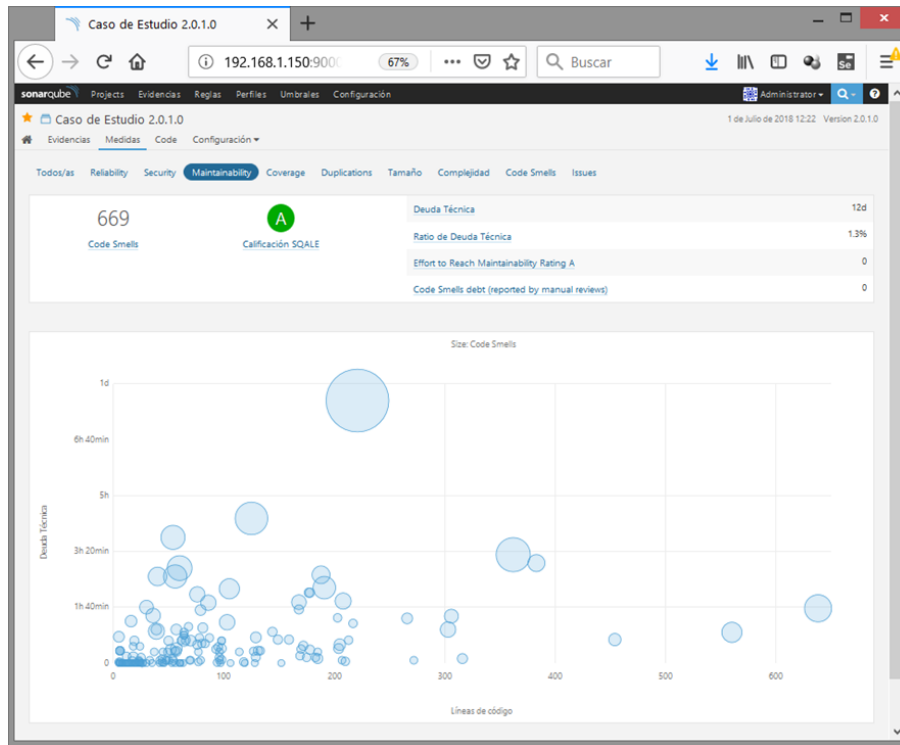 Caso de Estudio 2.0.1.0
192.168.1.150:900
67%
Buscar
sonarqube Projects Evidencias Reglas Perfiles Umbrales Configuración Administrator
Caso de Estudio 2.0.1.0
1 de Julio de 2018 12:22 Version 2.0.1.0
Evidencias Medidas Code Configuración
Todos/as Reliability Security Maintainability Coverage Duplications Tamaño Complejidad Code Smells Issues
669
Code Smells
A
Calificación SQALE
Deuda Técnica 12d
Ratio de Deuda Técnica 1.3%
Effort to Reach Maintainability Rating A 0
Code Smells debt (reported by manual reviews) 0
Size: Code Smells
1d
6h 40min
5h
3h 20min
1h 40min
0
Deuda Técnica
0 100 200 300 400 500 600
Líneas de código